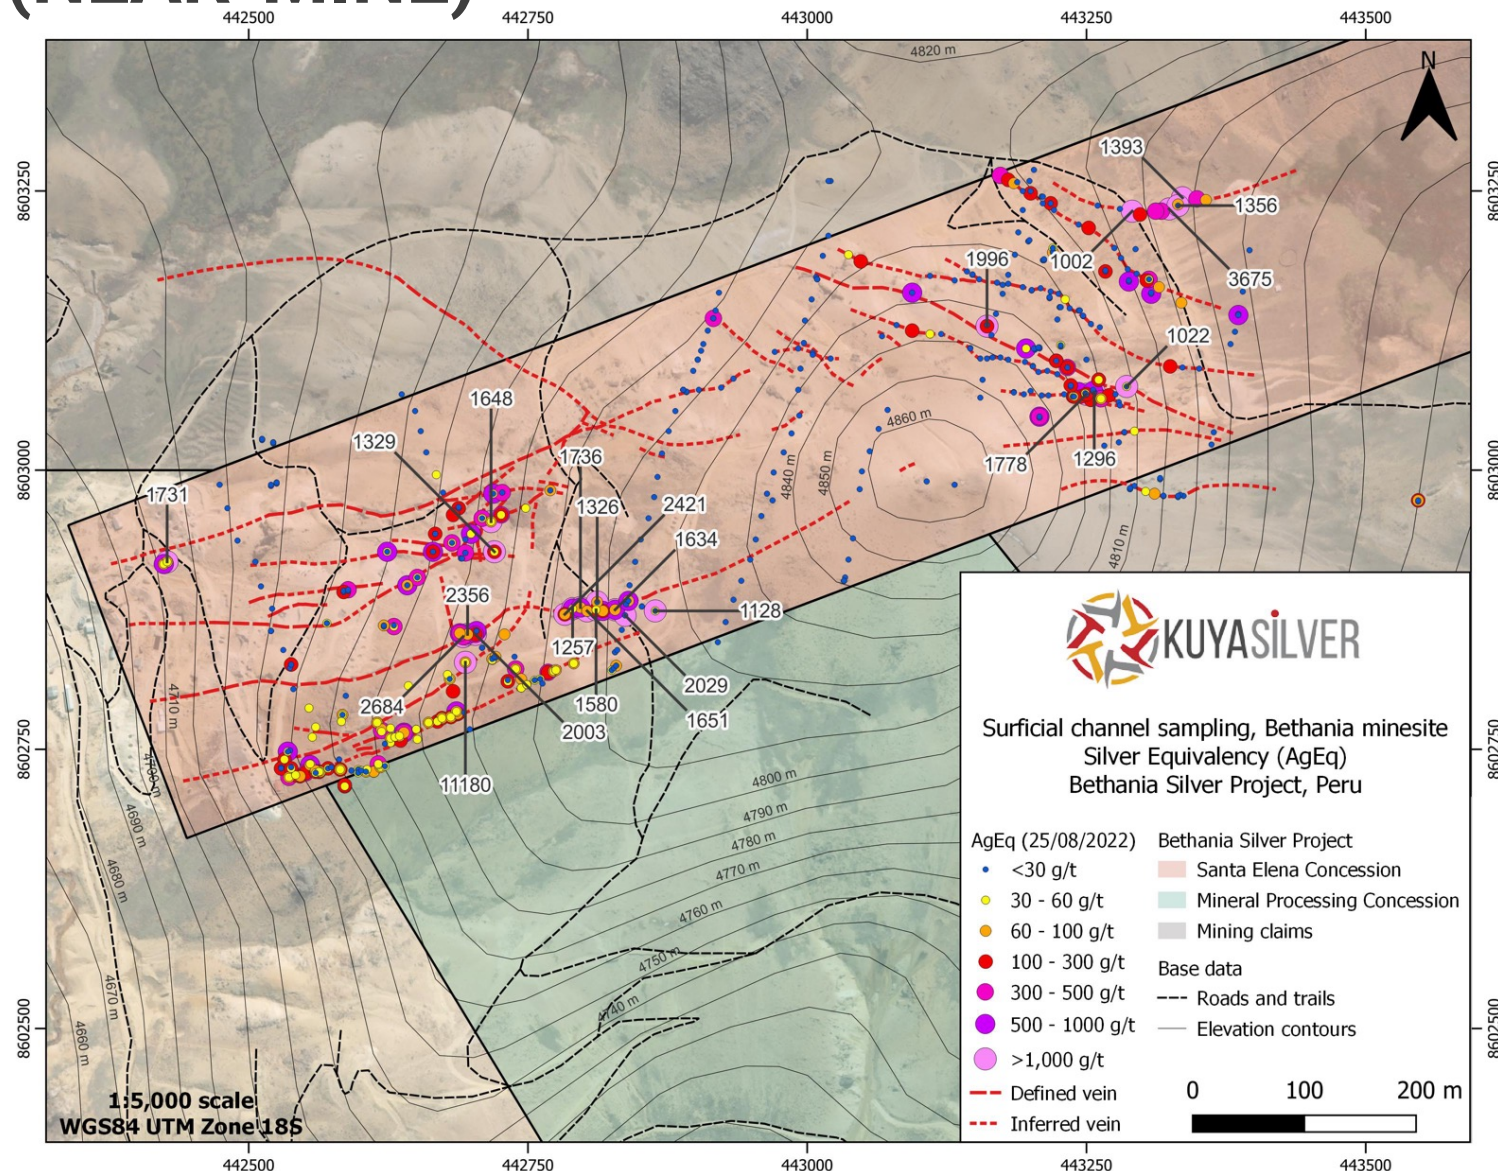 (NEAR MINE)
442500 442750 443000 443250 443500
4820 m
N
8603250
8603250
1393
1356
1002
3675
1996
1022
1648
1329
4860 m
1736
1778
1296
8603000
8603000
1731
1326
2421
4840 m
4850 m
1634
4810 m
2356
1128
1257
2029
2684
1580
1651
2003
4710 m
4700 m
11180
8602750
8602750
4690 m
4680 m
4670 m
4660 m
4800 m
4790 m
4780 m
4770 m
4760 m
4750 m
4740 m
8602500
8602500
KUYASILVER
Surficial channel sampling, Bethania minesite
Silver Equivalency (AgEq)
Bethania Silver Project, Peru
AgEq (25/08/2022)
<30 g/t
30 - 60 g/t
60 - 100 g/t
100 - 300 g/t
300 - 500 g/t
500 - 1000 g/t
>1,000 g/t
Defined vein
Inferred vein
Bethania Silver Project
Santa Elena Concession
Mineral Processing Concession
Mining claims
Base data
Roads and trails
Elevation contours
0 100 200 m
1:5,000 scale
WGS84 UTM Zone 18S
442500 442750 443000 443250 443500